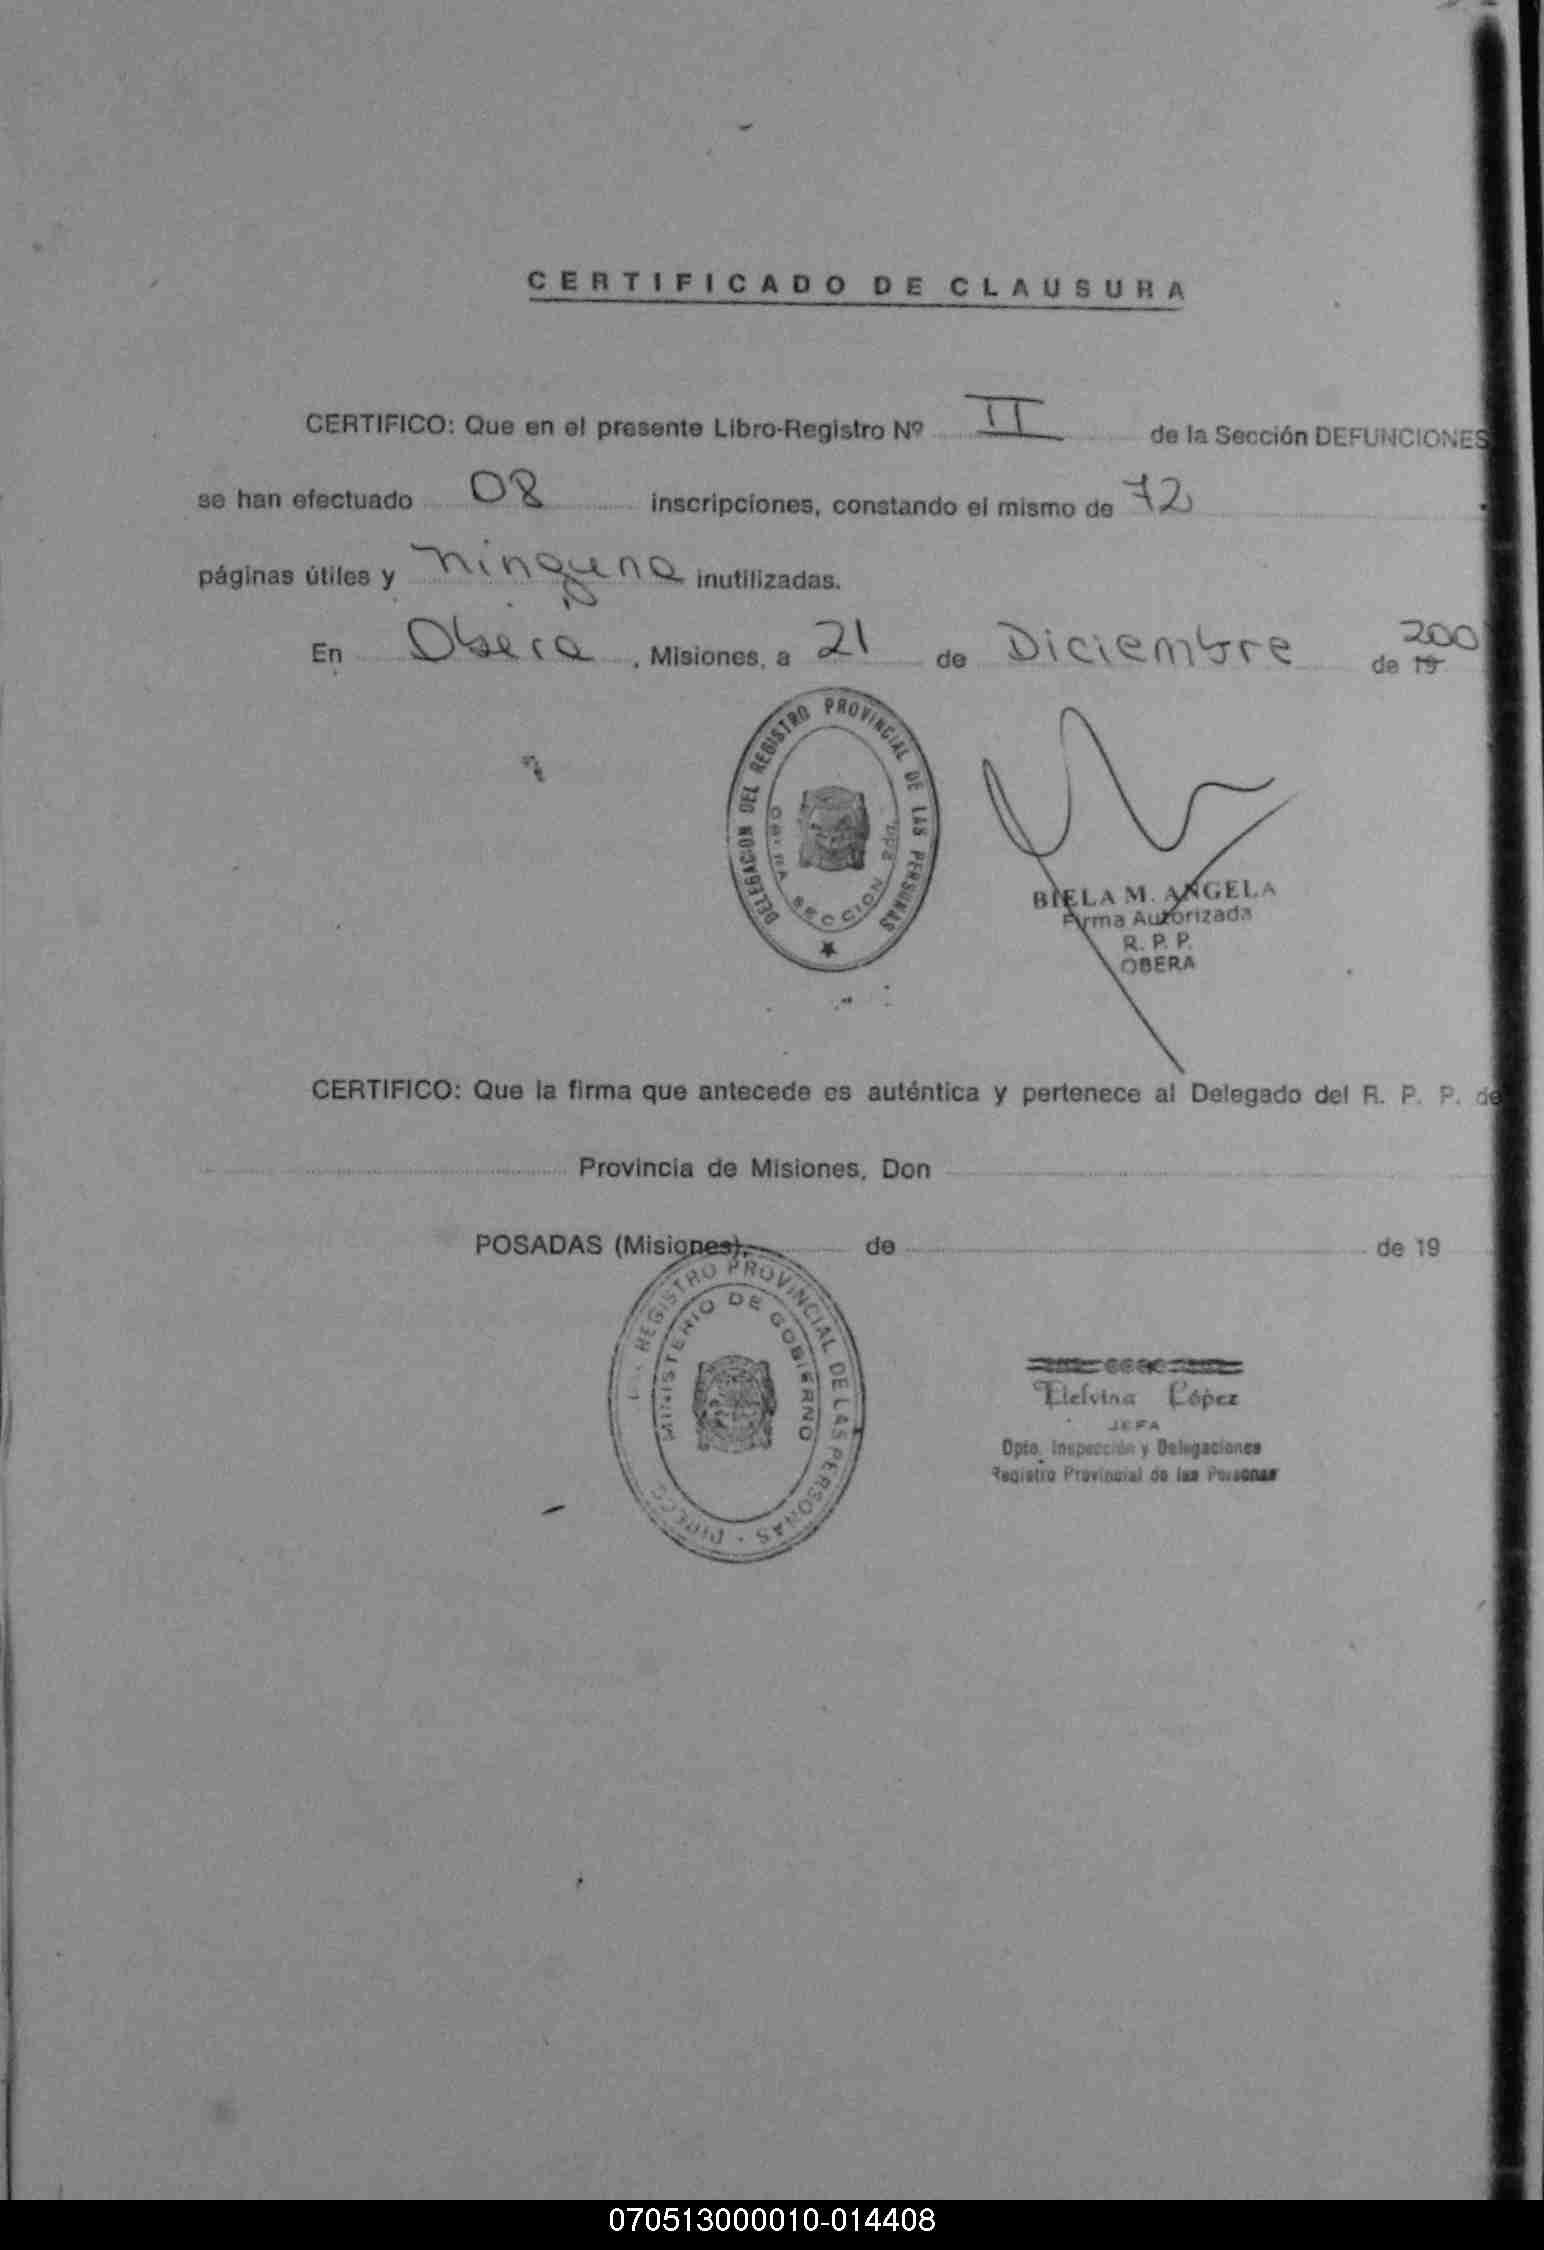 CERTIFICADO DE CLAUSURA
CERTIFICO: Que en el presente Libro-Registro Nº II de la Sección DEFUNCIONES
se han efectuado 08 inscripciones, constando el mismo de 72
páginas útiles y ninguna inutilizadas.
En Obera, Misiones, a 21 de Diciembre de 19 200
DELEGACION DEL REGISTRO PROVINCIAL DE LAS PERSONAS
SECCION
BIELA M. ANGELA
Firma Autorizada
R. P. P.
OBERA
CERTIFICO: Que la firma que antecede es auténtica y pertenece al Delegado del R. P. P. de
Provincia de Misiones, Don
POSADAS (Misiones), de de 19
REGISTRO PROVINCIAL DE LAS PERSONAS
MINISTERIO DE GOBIERNO
López
JEFA
Dpto. Inspección y Delegaciones
Registro Provincial de las Personas
070513000010-014408